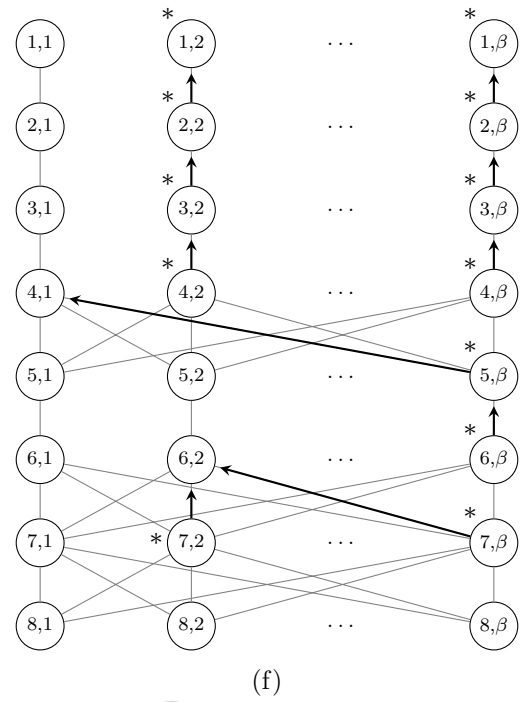 * *
1,1 1,2 ... 1,β
* *
2,1 2,2 ... 2,β
* *
3,1 3,2 ... 3,β
* *
4,1 4,2 ... 4,β
*
5,1 5,2 ... 5,β
*
6,1 6,2 ... 6,β
*
7,1 * 7,2 ... 7,β
8,1 8,2 ... 8,β
(f)